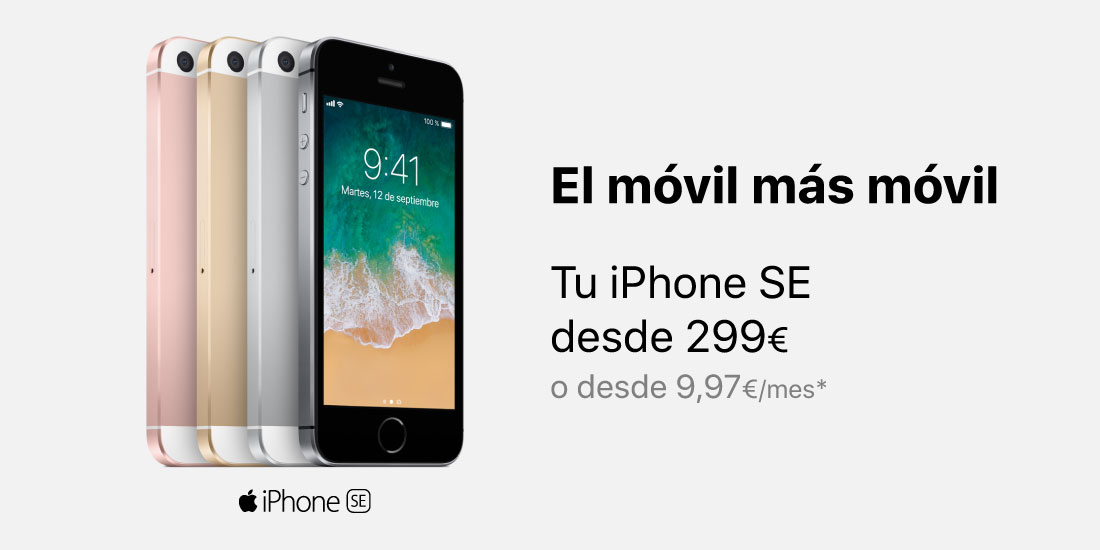 100 %
9:41
Martes, 12 de septiembre
iPhone SE
El móvil más móvil
Tu iPhone SE
desde 299€
o desde 9,97€/mes*